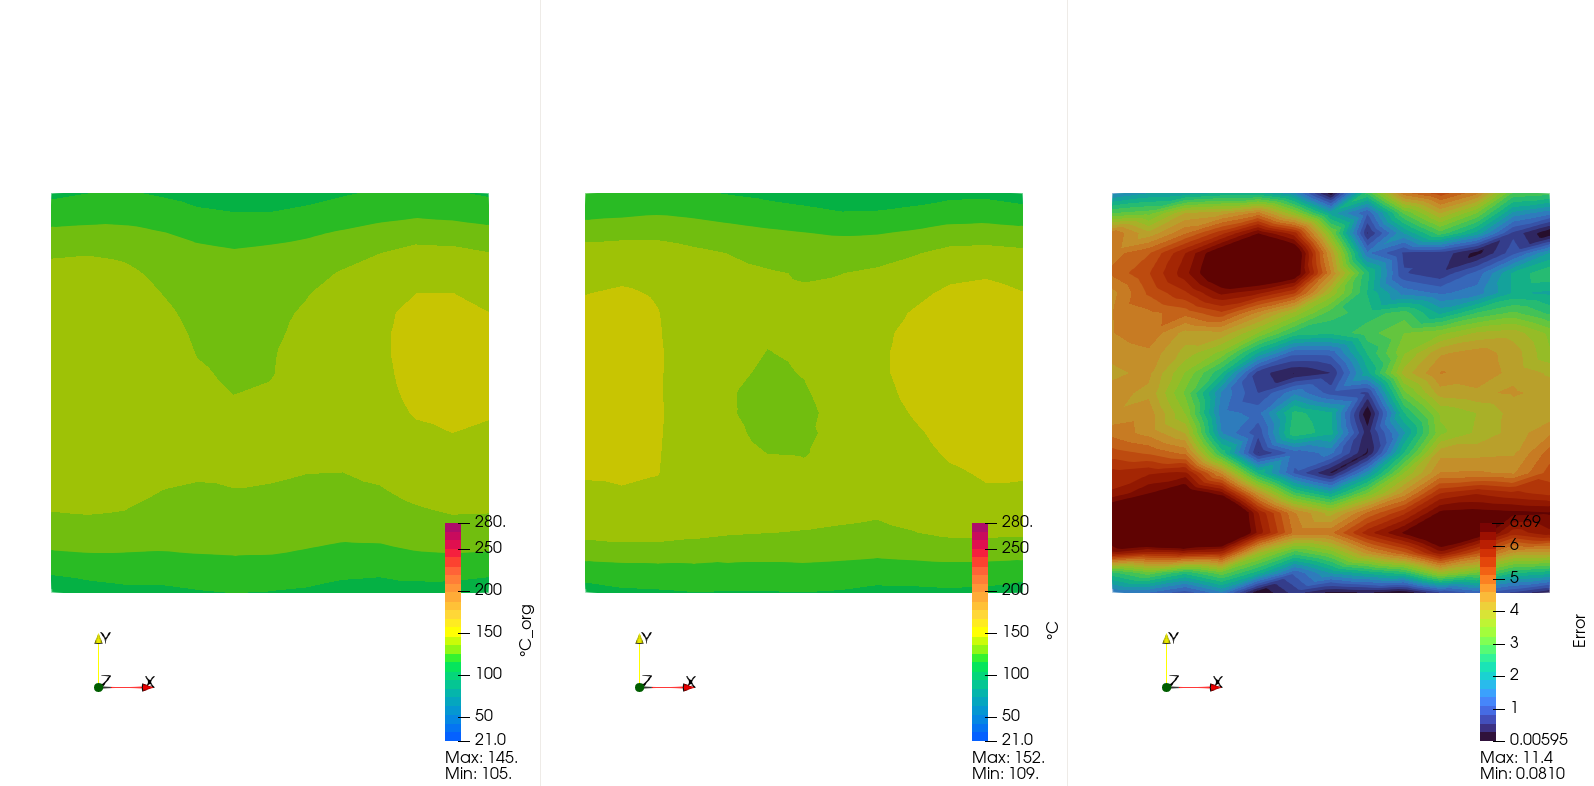 280.
250
200
150
100
50
21.0
°C_org
Max: 145.
Min: 105.
Y
Z
X
280.
250
200
150
100
50
21.0
°C
Max: 152.
Min: 109.
Y
Z
X
6.69
6
5
4
3
2
1
0.00595
Error
Max: 11.4
Min: 0.0810
Y
Z
X